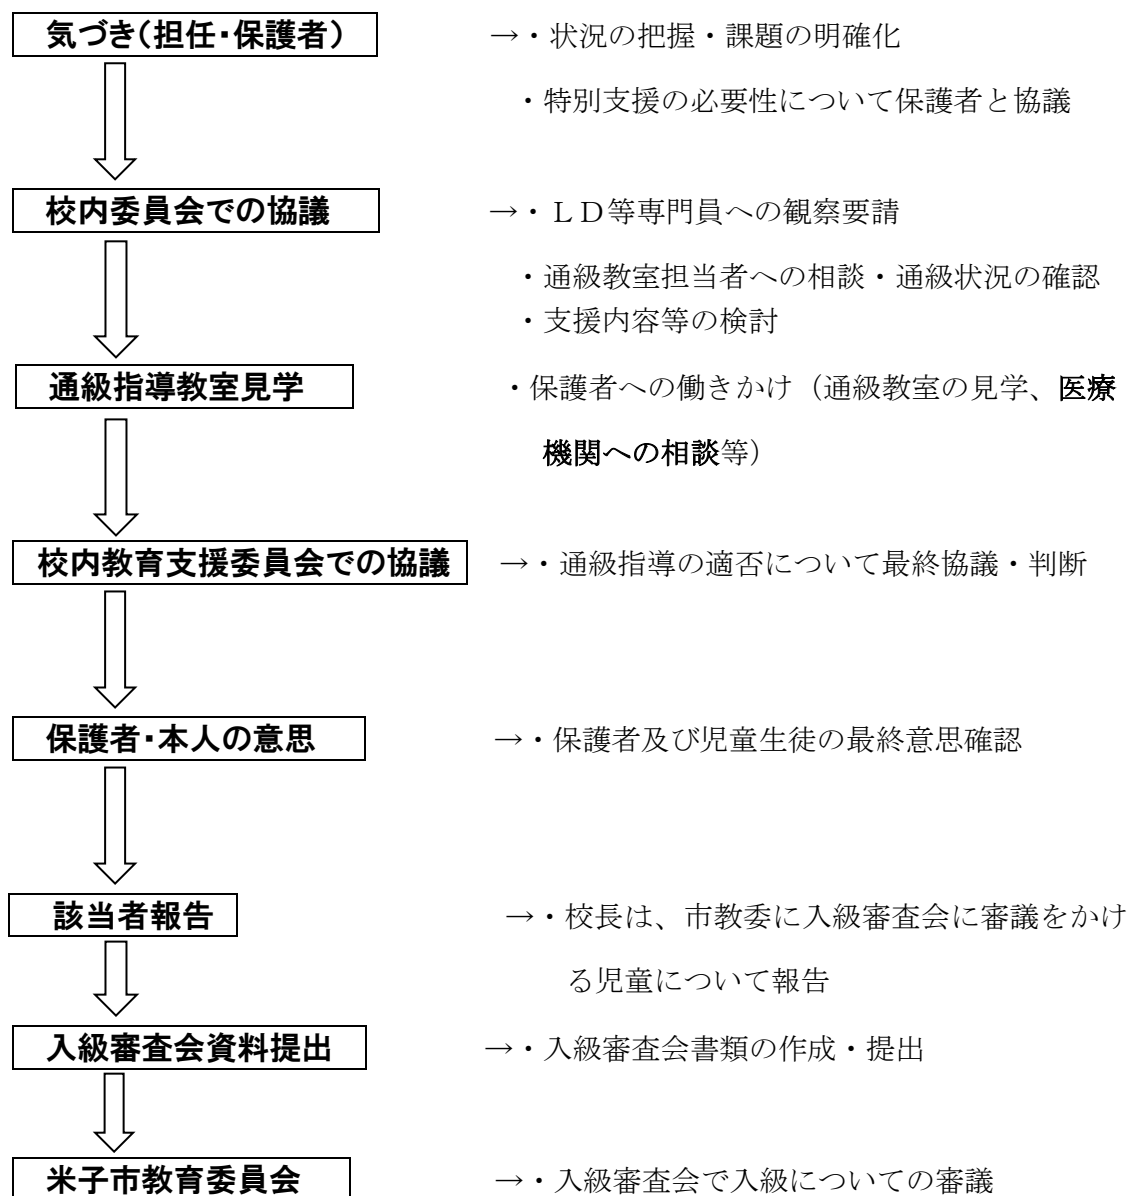 気づき(担任・保護者) →・状況の把握・課題の明確化
・特別支援の必要性について保護者と協議
校内委員会での協議 →・ＬＤ等専門員への観察要請
・通級教室担当者への相談・通級状況の確認
・支援内容等の検討
通級指導教室見学 ・保護者への働きかけ（通級教室の見学、医療
機関への相談等）
校内教育支援委員会での協議 →・通級指導の適否について最終協議・判断
保護者・本人の意思 →・保護者及び児童生徒の最終意思確認
該当者報告 →・校長は、市教委に入級審査会に審議をかけ
る児童について報告
入級審査会資料提出 →・入級審査会書類の作成・提出
米子市教育委員会 →・入級審査会で入級についての審議